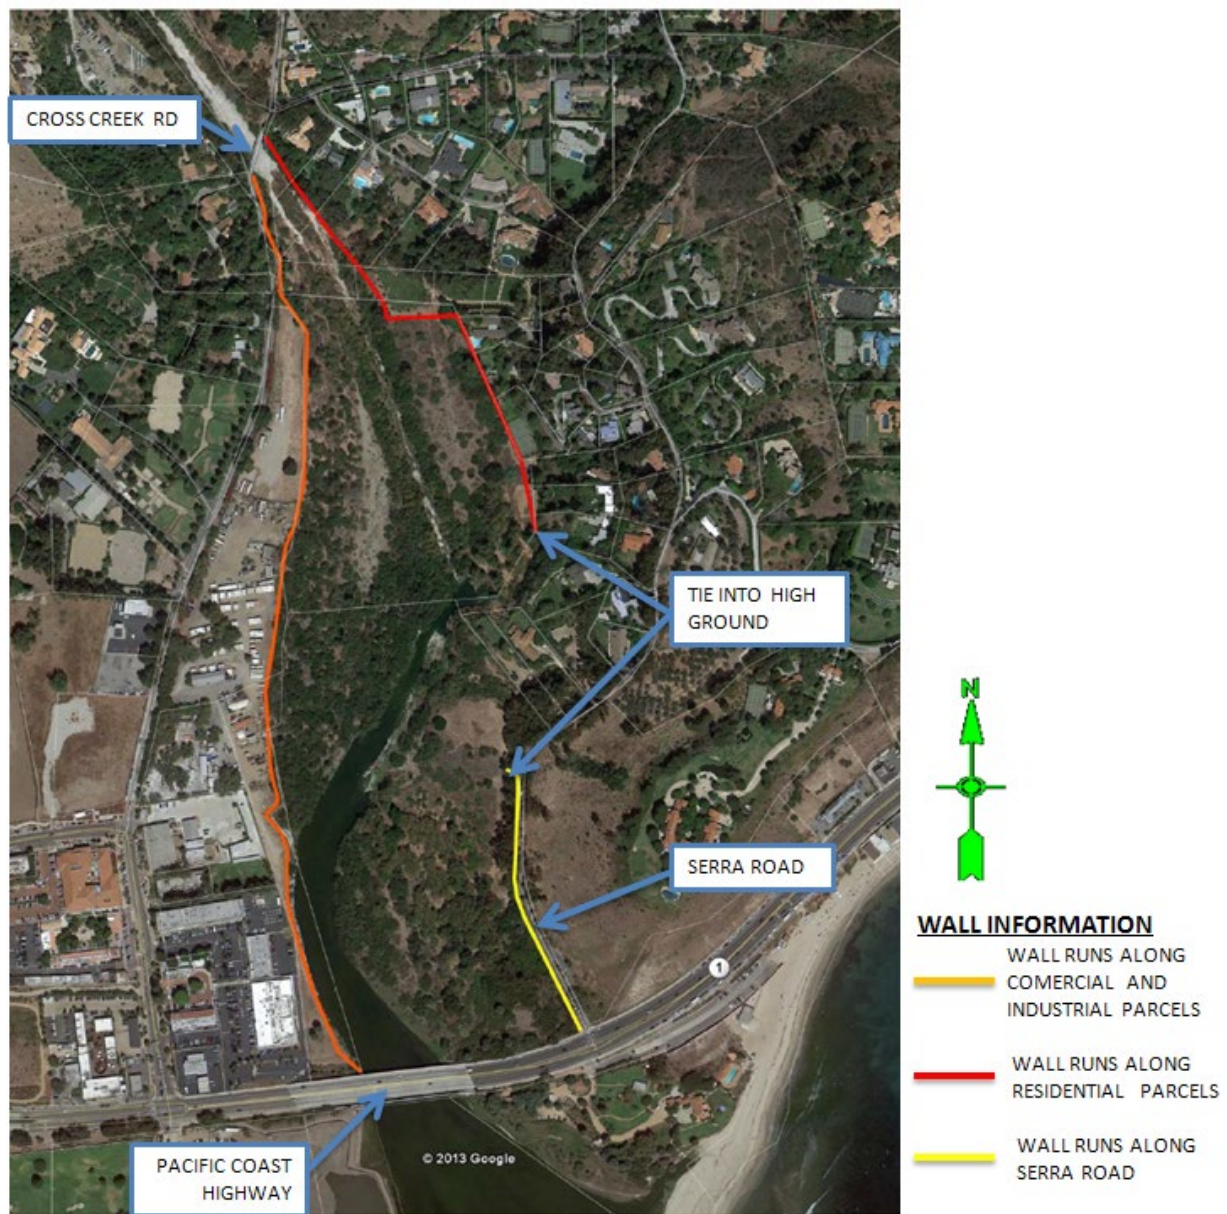 CROSS CREEK RD
TIE INTO HIGH
GROUND
SERRA ROAD
1
PACIFIC COAST
HIGHWAY
© 2013 Google
N
WALL INFORMATION
WALL RUNS ALONG
COMERCIAL AND
INDUSTRIAL PARCELS
WALL RUNS ALONG
RESIDENTIAL PARCELS
WALL RUNS ALONG
SERRA ROAD